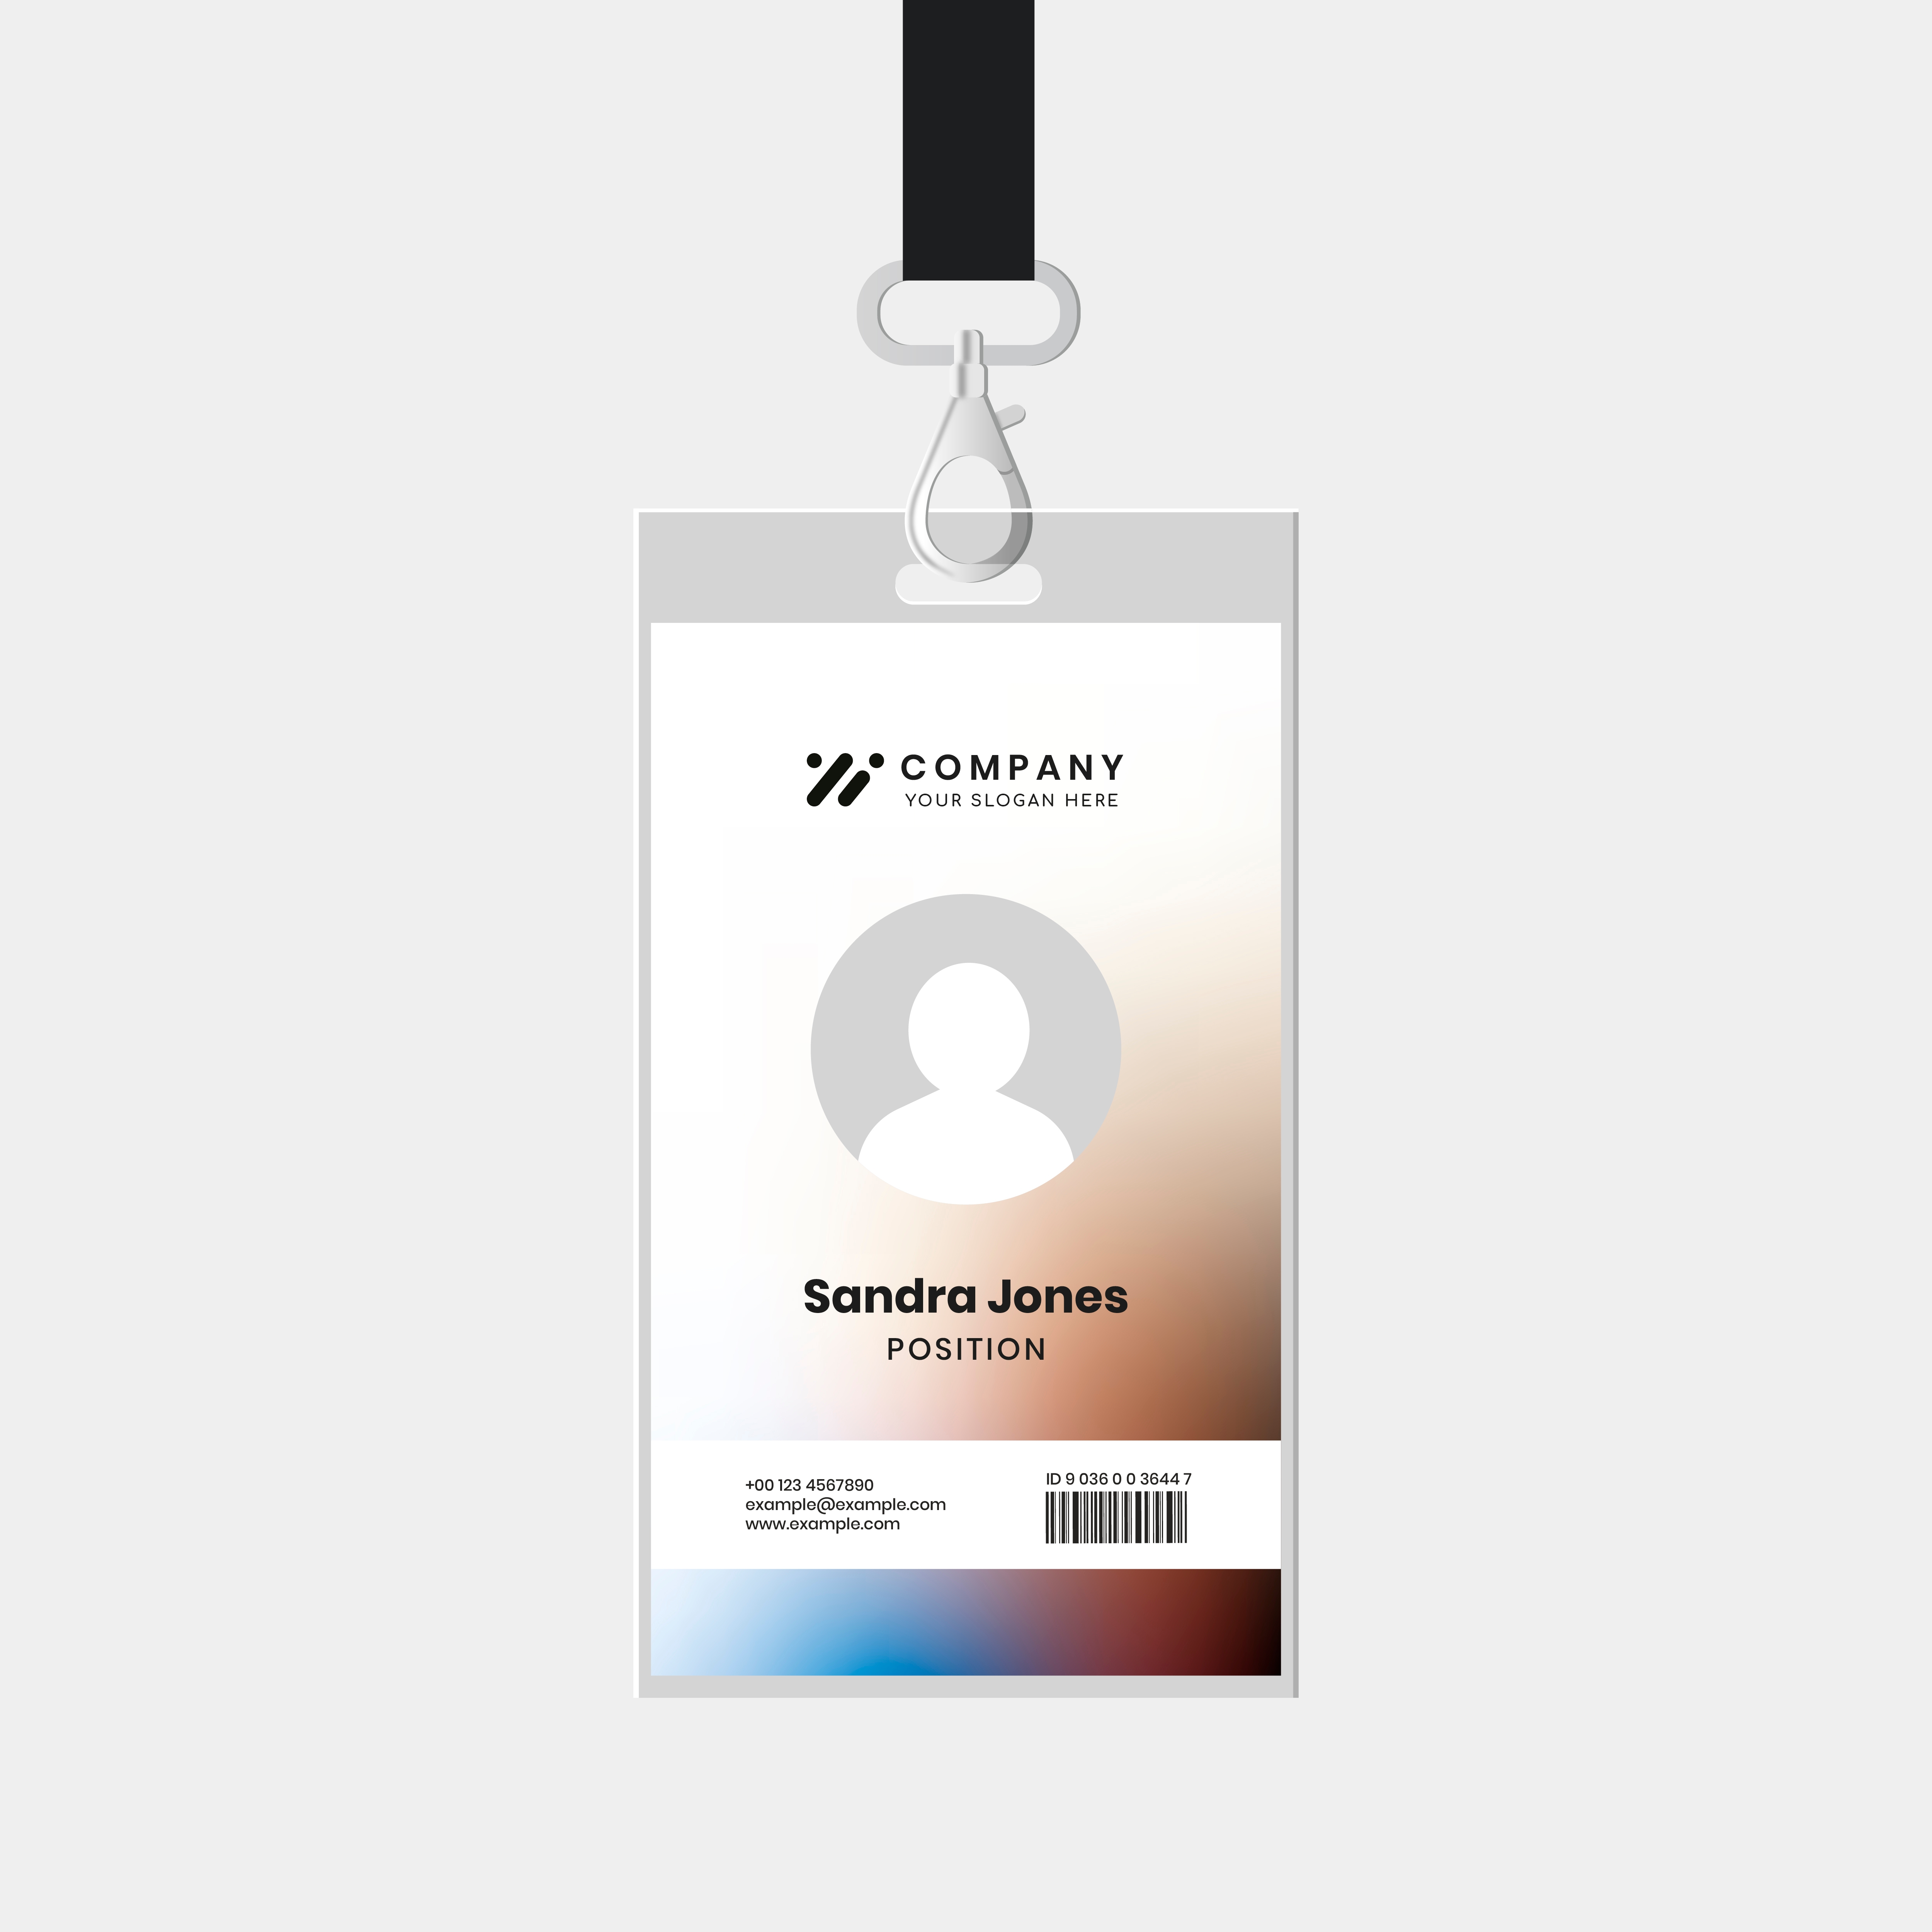 COMPANY
YOUR SLOGAN HERE
Sandra Jones
POSITION
+00 123 4567890
example@example.com
www.example.com
ID 9 036 0 0 3644 7